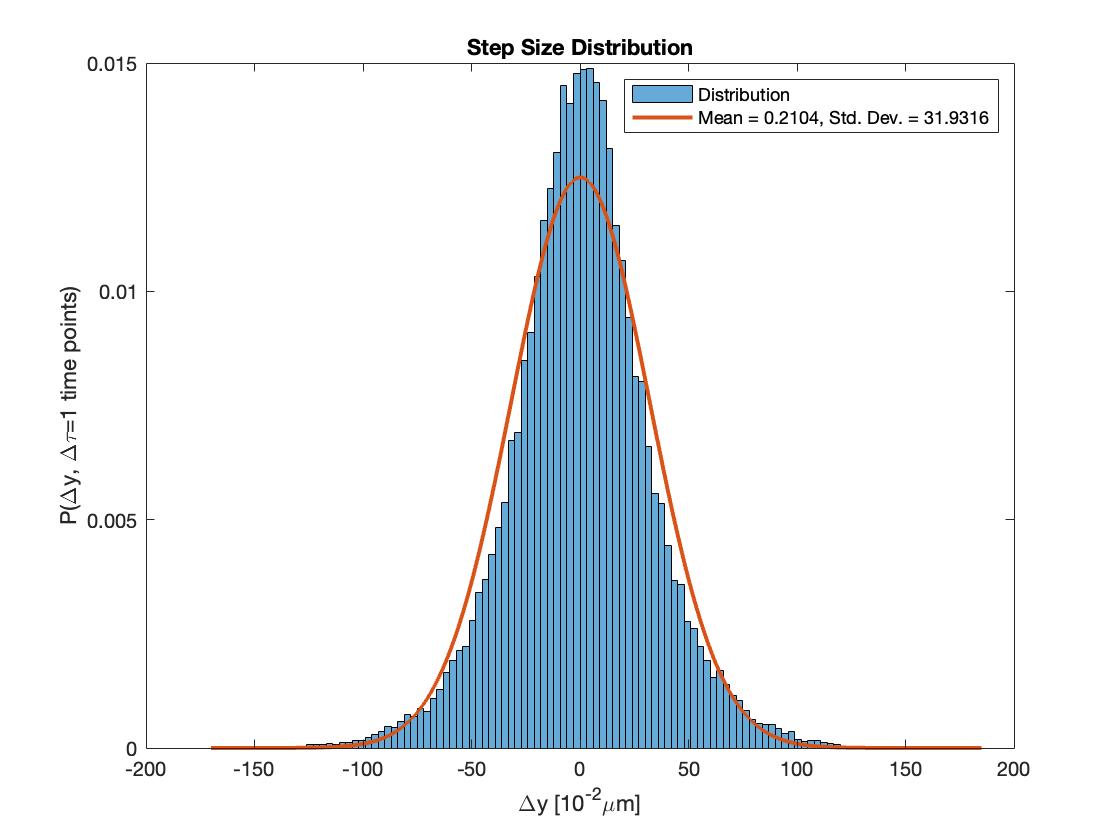 Step Size Distribution
0.015
Distribution
Mean = 0.2104, Std. Dev. = 31.9316
0.01
P(Δy, Δτ=1 time points)
0.005
0
-200 -150 -100 -50 0 50 100 150 200
Δy [10⁻²μm]